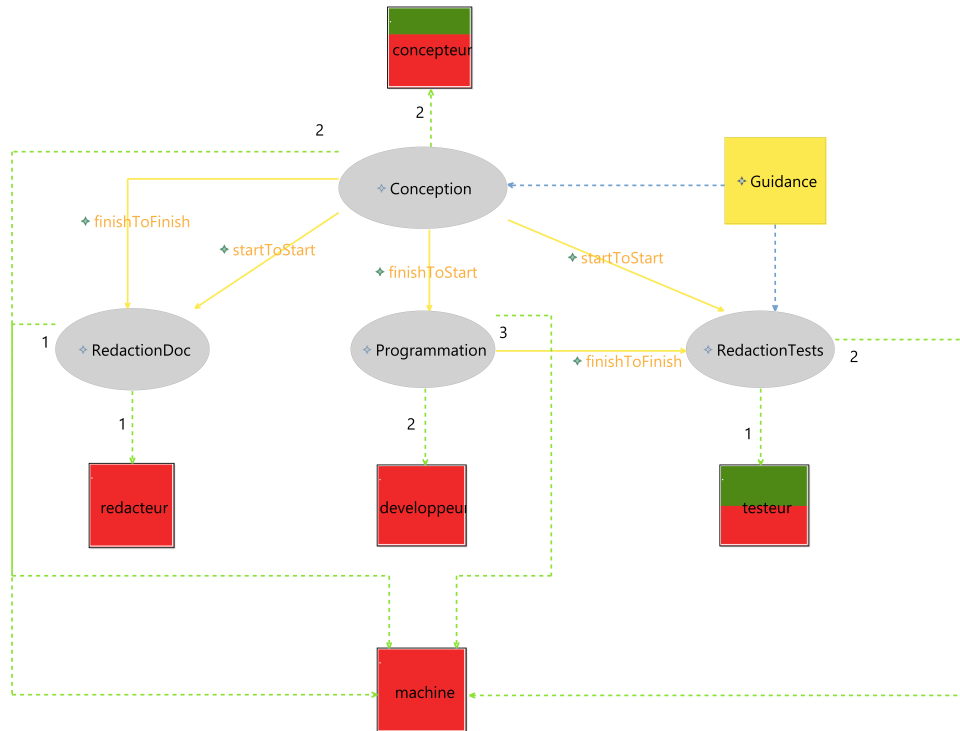 concepteur
2
2
Conception
Guidance
finishToFinish
startToStart
finishToStart
startToStart
1
RedactionDoc
Programmation
3
RedactionTests
2
finishToFinish
1
2
1
redacteur
developpeur
testeur
machine